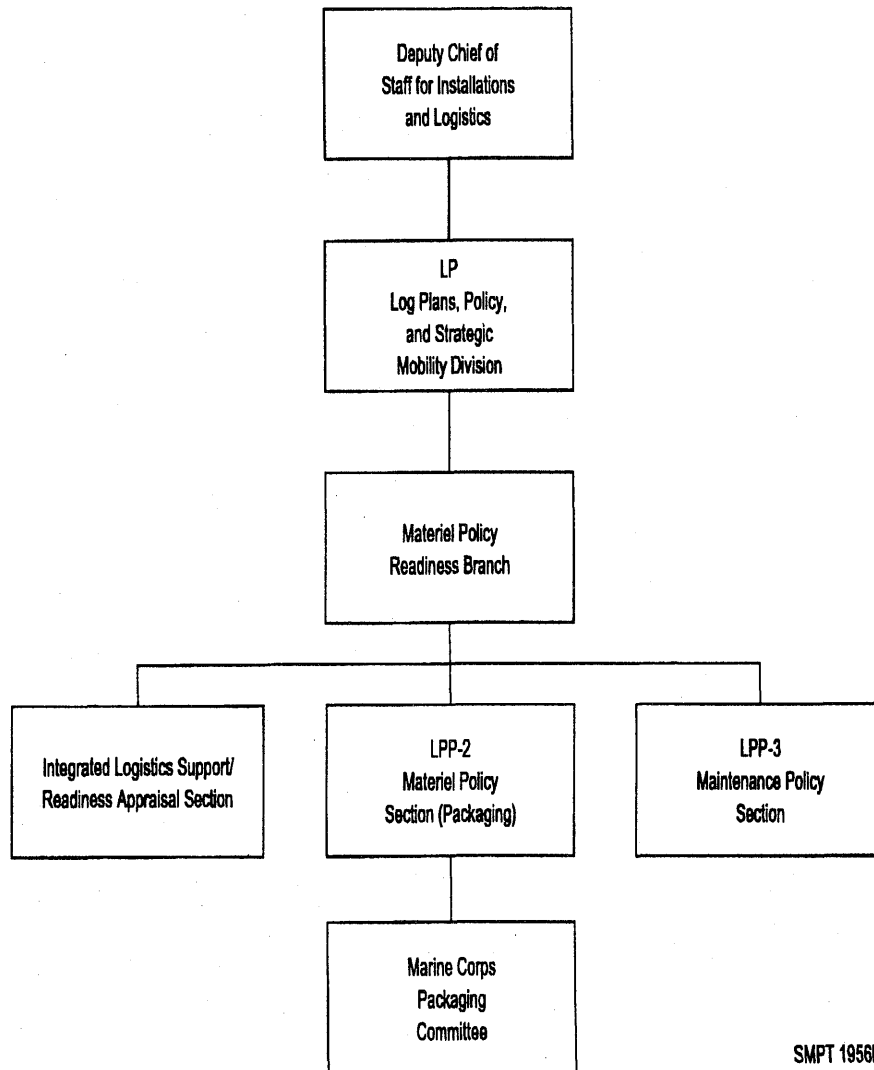 Deputy Chief of
Staff for Installations
and Logistics
LP
Log Plans, Policy,
and Strategic
Mobility Division
Materiel Policy
Readiness Branch
Integrated Logistics Support/
Readiness Appraisal Section
LPP-2
Materiel Policy
Section (Packaging)
LPP-3
Maintenance Policy
Section
Marine Corps
Packaging
Committee
SMPT 1956